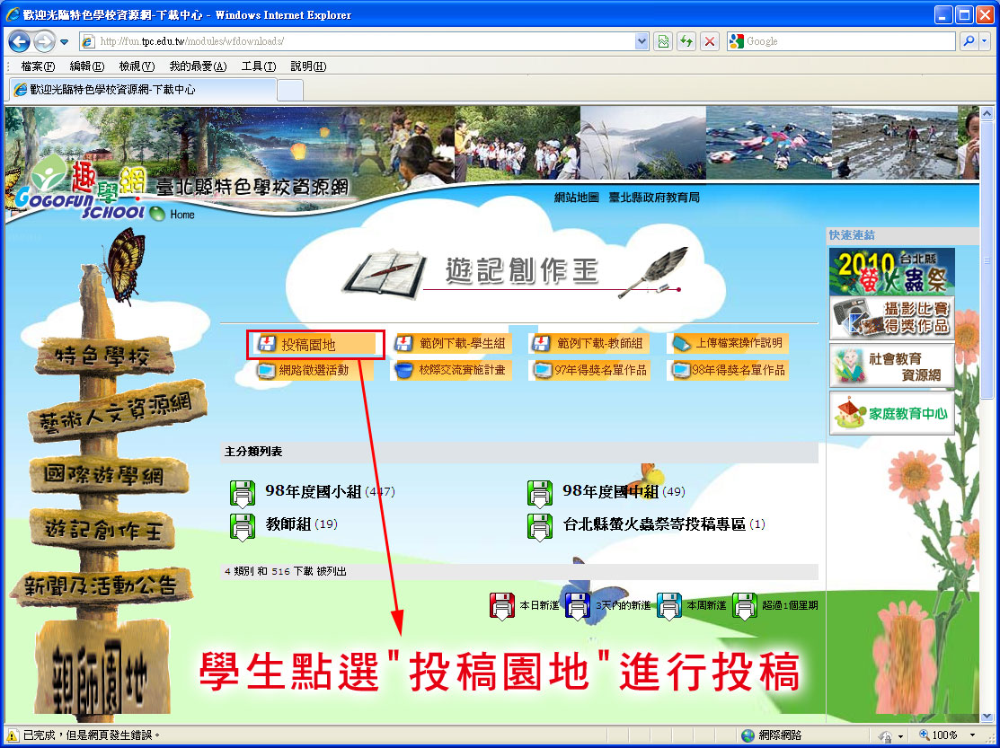 歡迎光臨特色學校資源網-下載中心 - Windows Internet Explorer
http://fun.tpc.edu.tw/modules/wfdownloads/
Google
檔案(F) 編輯(E) 檢視(V) 我的最愛(A) 工具(T) 說明(H)
歡迎光臨特色學校資源網-下載中心
趣學網 臺北縣特色學校資源網
GOGOFUN SCHOOL
Home
網站地圖 臺北縣政府教育局
快速連結
2010 台北縣
螢火蟲祭
攝影比賽
得獎作品
社會教育
資源網
家庭教育中心
遊記創作王
特色學校
藝術人文資源網
國際遊學網
遊記創作王
新聞及活動公告
親師園地
投稿園地 範例下載-學生組 範例下載-教師組 上傳檔案操作說明
網路徵選活動 校際交流實施計畫 97年得獎名單作品 98年得獎名單作品
主分類列表
98年度國小組 (447) 98年度國中組 (49)
教師組 (19) 台北縣螢火蟲祭寄投稿專區 (1)
4 類別 和 516 下載 被列出
本日新進 3天內的新進 本周新進 超過1個星期
學生點選"投稿園地"進行投稿
已完成，但是網頁發生錯誤。 網際網路 100%